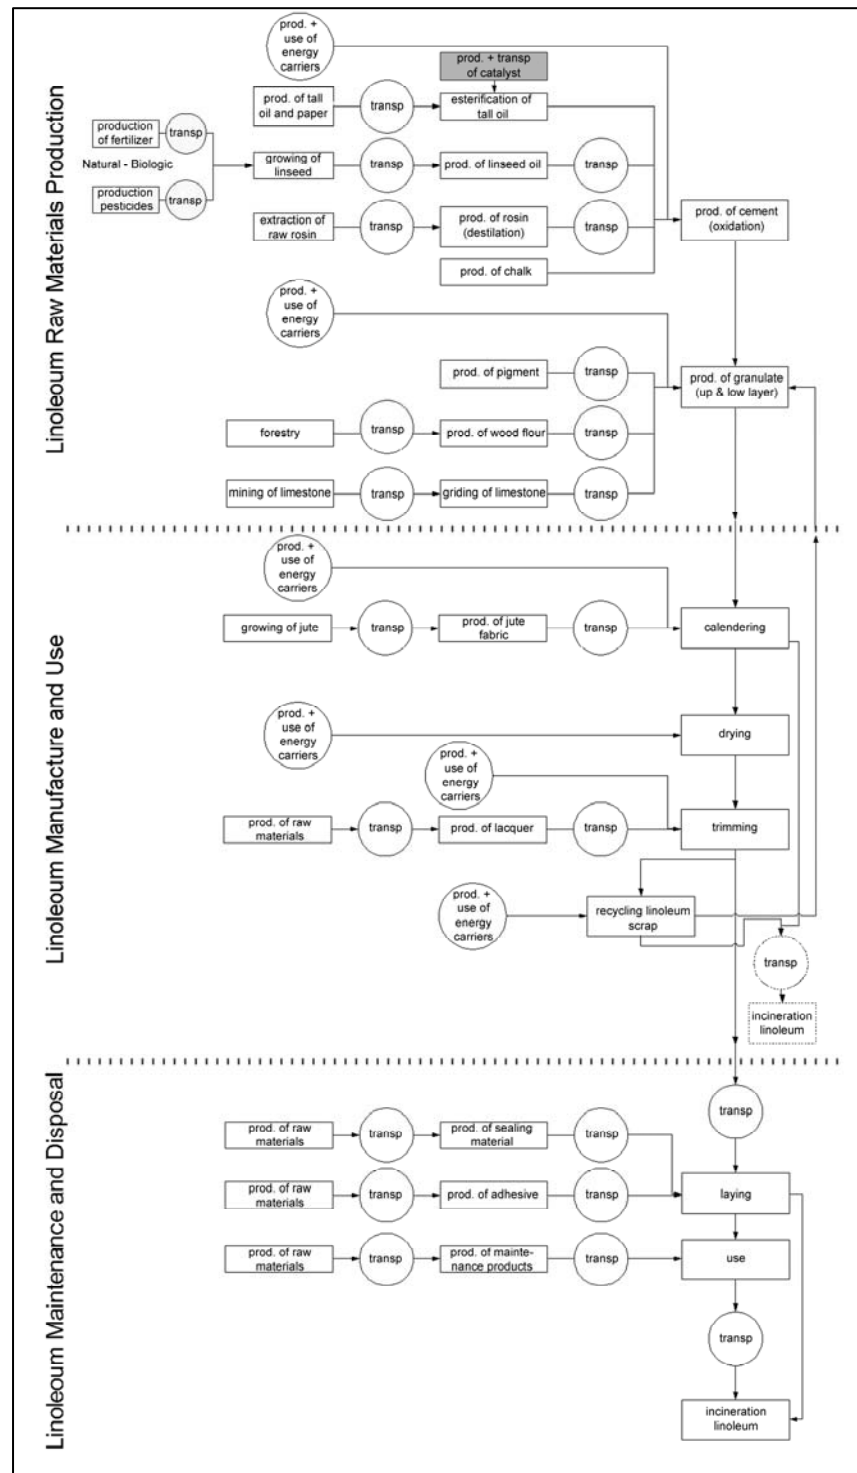 Linoleoum Raw Materials Production
prod. +
use of
energy
carriers
prod. + transp
of catalyst
prod. of tall
oil and paper
transp
esterification of
tall oil
production
of fertilizer
transp
Natural - Biologic
production
pesticides
transp
growing of
linseed
transp
prod. of linseed oil
transp
extraction of
raw rosin
transp
prod. of rosin
(destilation)
transp
prod. of cement
(oxidation)
prod. of chalk
prod. +
use of
energy
carriers
prod. of pigment
transp
prod. of granulate
(up & low layer)
forestry
transp
prod. of wood flour
transp
mining of limestone
transp
griding of limestone
transp
Linoleoum Manufacture and Use
prod. +
use of
energy
carriers
growing of jute
transp
prod. of jute
fabric
transp
calendering
prod. +
use of
energy
carriers
drying
prod. +
use of
energy
carriers
prod. of raw
materials
transp
prod. of lacquer
transp
trimming
prod. +
use of
energy
carriers
recycling linoleum
scrap
transp
incineration
linoleum
Linoleoum Maintenance and Disposal
transp
prod. of raw
materials
transp
prod. of sealing
material
transp
prod. of raw
materials
transp
prod. of adhesive
transp
laying
prod. of raw
materials
transp
prod. of mainte-
nance products
transp
use
transp
incineration
linoleum